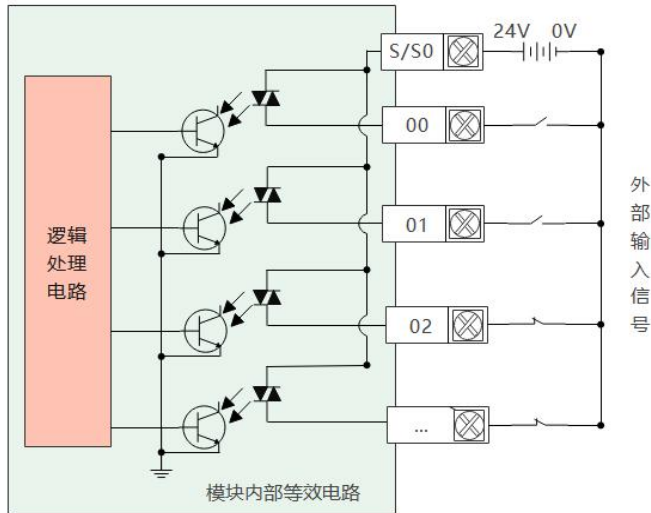 24V 0V
S/S0
00
01
02
...
逻辑
处理
电路
外
部
输
入
信
号
模块内部等效电路